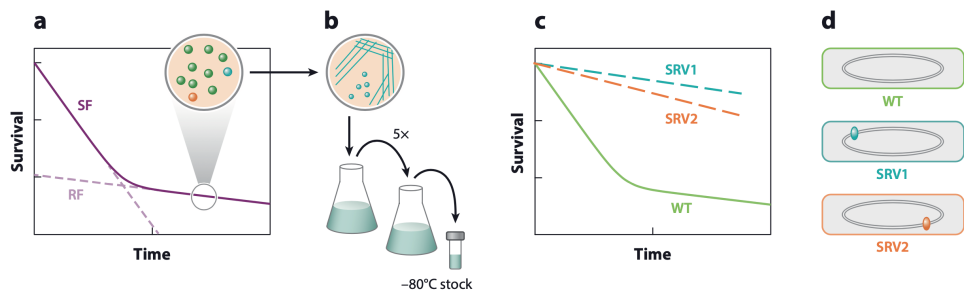 a
Survival
SF
RF
Time
b
5×
–80°C stock
c
Survival
SRV1
SRV2
WT
Time
d
WT
SRV1
SRV2